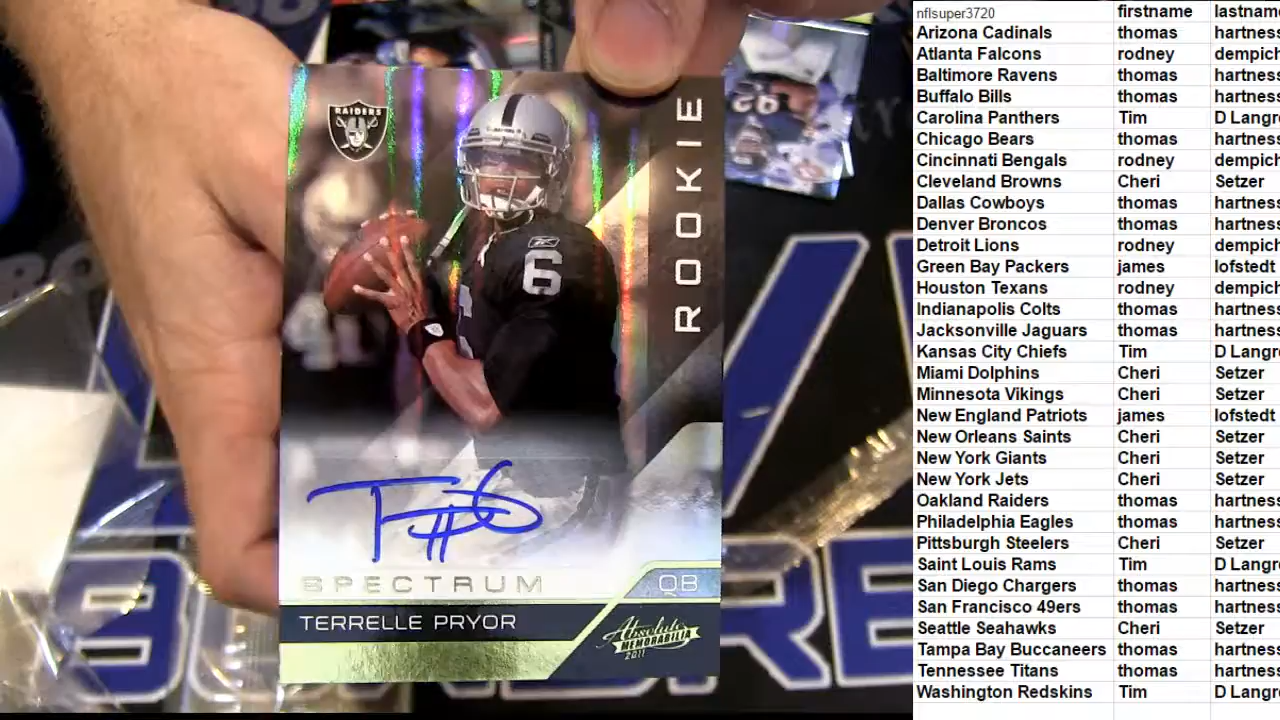 RAIDERS
ROOKIE
6
SPECTRUM
QB
TERRELLE PRYOR
Absolute
MEMORABILIA
2011
nflsuper3720 firstname lastname
Arizona Cadinals thomas hartness
Atlanta Falcons rodney dempich
Baltimore Ravens thomas hartness
Buffalo Bills thomas hartness
Carolina Panthers Tim D Langr
Chicago Bears thomas hartness
Cincinnati Bengals rodney dempich
Cleveland Browns Cheri Setzer
Dallas Cowboys thomas hartness
Denver Broncos thomas hartness
Detroit Lions rodney dempich
Green Bay Packers james lofstedt
Houston Texans rodney dempich
Indianapolis Colts thomas hartness
Jacksonville Jaguars thomas hartness
Kansas City Chiefs Tim D Langr
Miami Dolphins Cheri Setzer
Minnesota Vikings Cheri Setzer
New England Patriots james lofstedt
New Orleans Saints Cheri Setzer
New York Giants Cheri Setzer
New York Jets Cheri Setzer
Oakland Raiders thomas hartness
Philadelphia Eagles thomas hartness
Pittsburgh Steelers Cheri Setzer
Saint Louis Rams Tim D Langr
San Diego Chargers thomas hartness
San Francisco 49ers thomas hartness
Seattle Seahawks Cheri Setzer
Tampa Bay Buccaneers thomas hartness
Tennessee Titans thomas hartness
Washington Redskins Tim D Langr